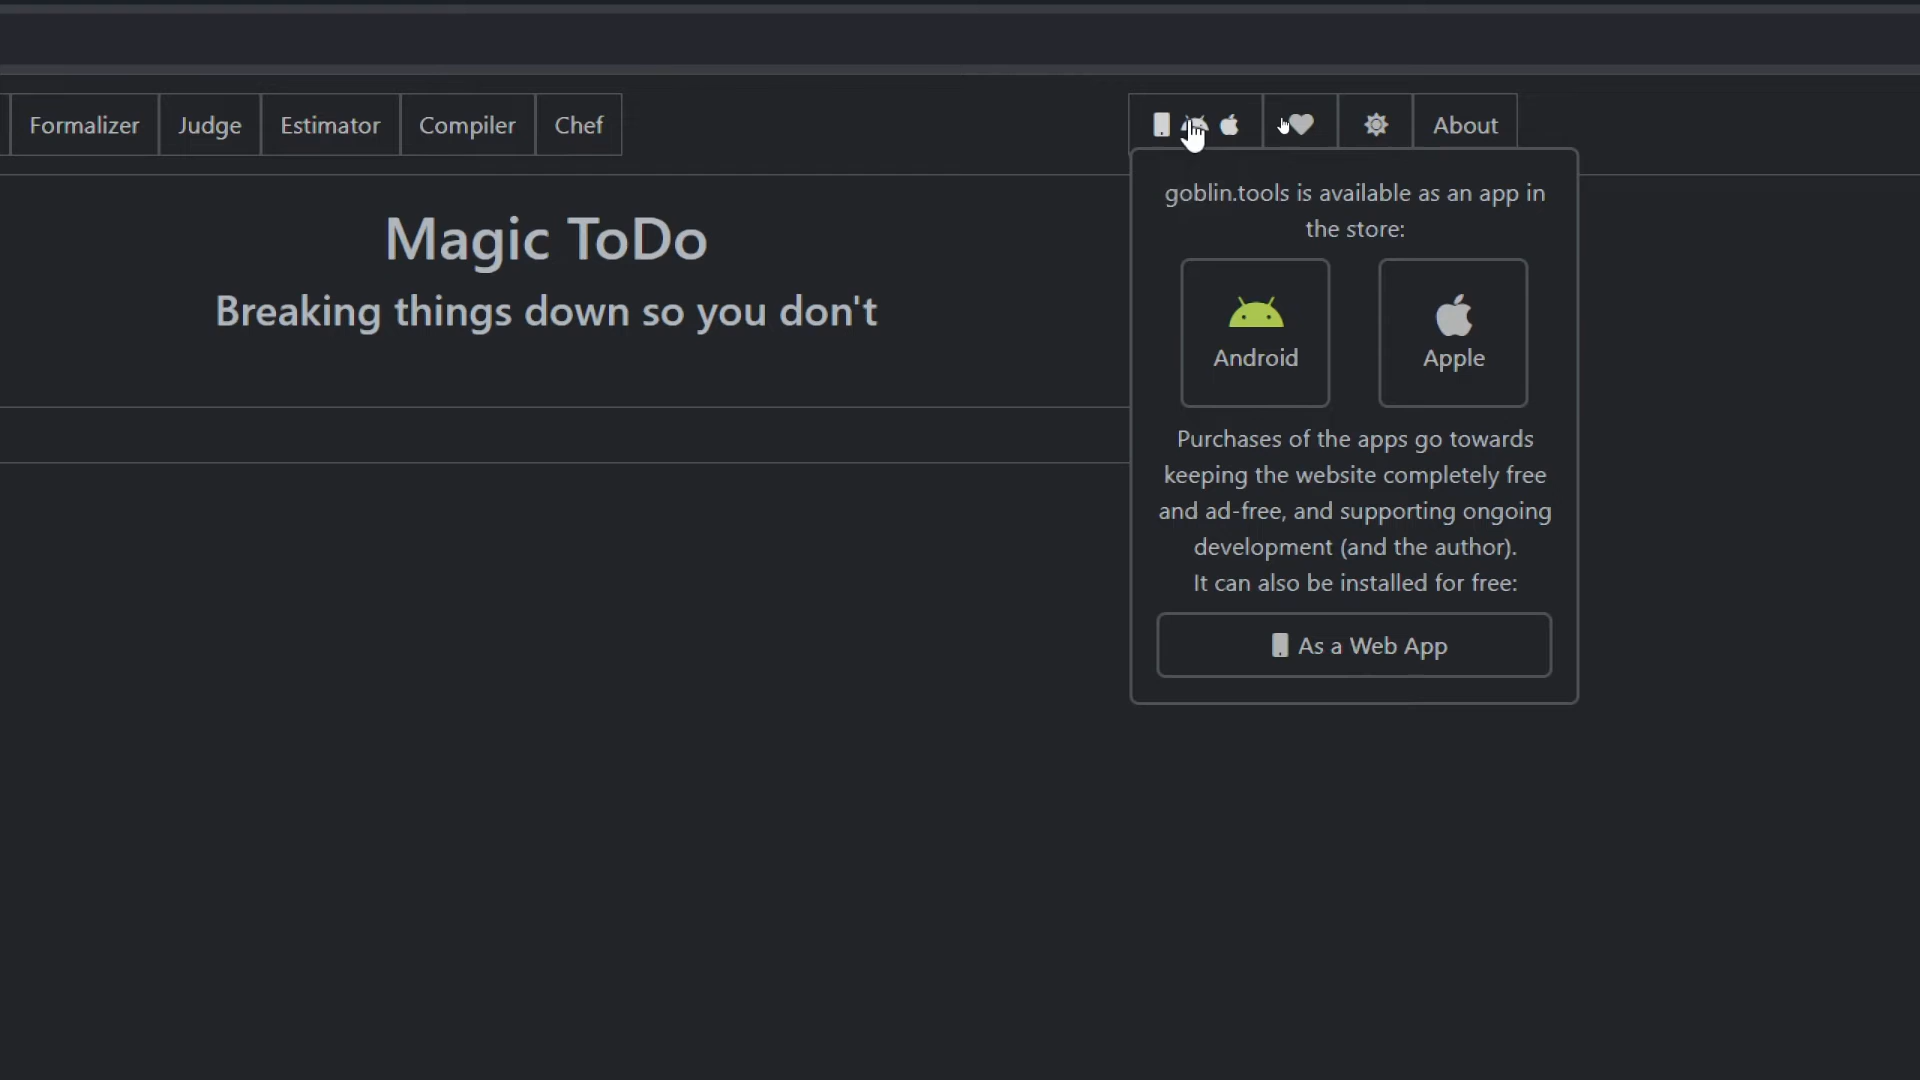 Formalizer
Judge
Estimator
Compiler
Chef
About
Magic ToDo
Breaking things down so you don't
goblin.tools is available as an app in
the store:
Android
Apple
Purchases of the apps go towards
keeping the website completely free
and ad-free, and supporting ongoing
development (and the author).
It can also be installed for free:
As a Web App